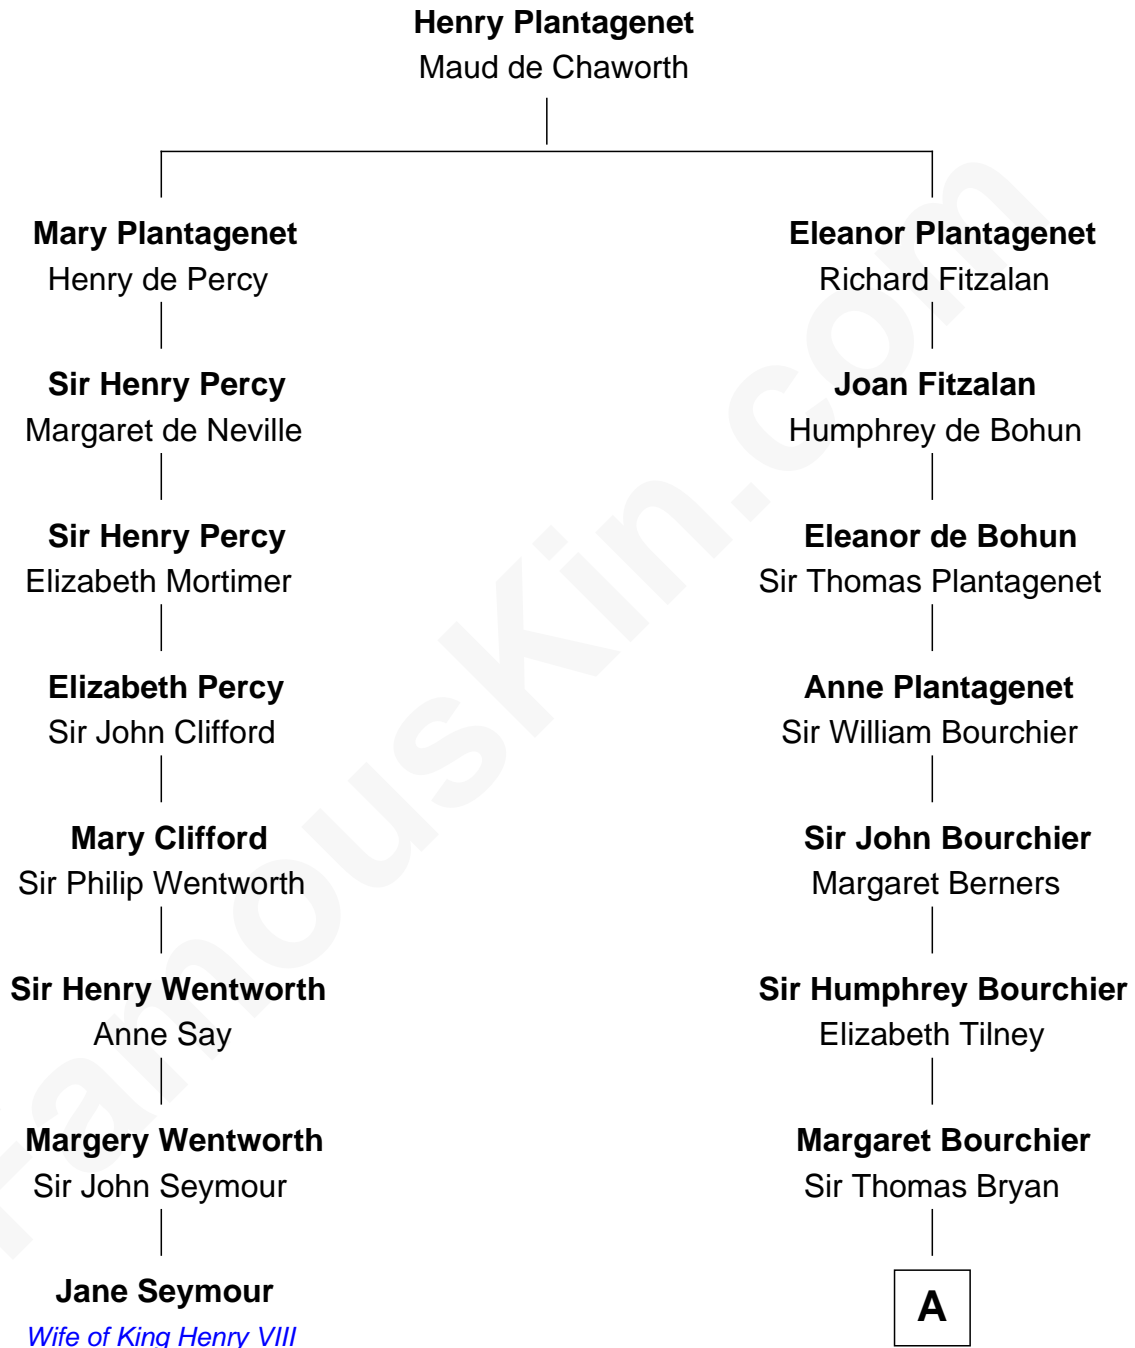 Henry Plantagenet
Maud de Chaworth
Mary Plantagenet
Henry de Percy
Eleanor Plantagenet
Richard Fitzalan
Sir Henry Percy
Margaret de Neville
Joan Fitzalan
Humphrey de Bohun
Sir Henry Percy
Elizabeth Mortimer
Eleanor de Bohun
Sir Thomas Plantagenet
Elizabeth Percy
Sir John Clifford
Anne Plantagenet
Sir William Bourchier
Mary Clifford
Sir Philip Wentworth
Sir John Bourchier
Margaret Berners
Sir Henry Wentworth
Anne Say
Sir Humphrey Bourchier
Elizabeth Tilney
Margery Wentworth
Sir John Seymour
Margaret Bourchier
Sir Thomas Bryan
Jane Seymour
Wife of King Henry VIII
A
FamousKin.com